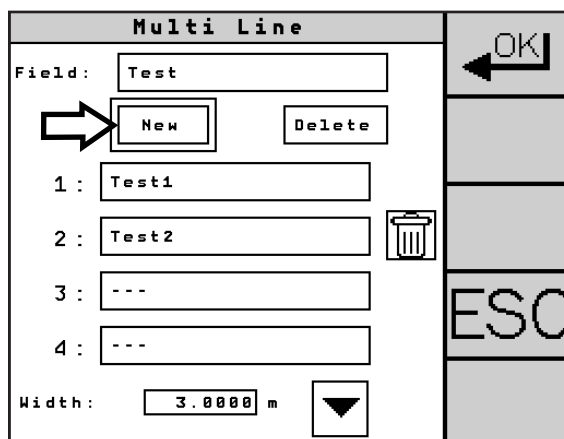 Multi Line
OK
Field: Test
New Delete
1: Test1
2: Test2
3: ---
4: ---
ESC
Width: 3.0000 m